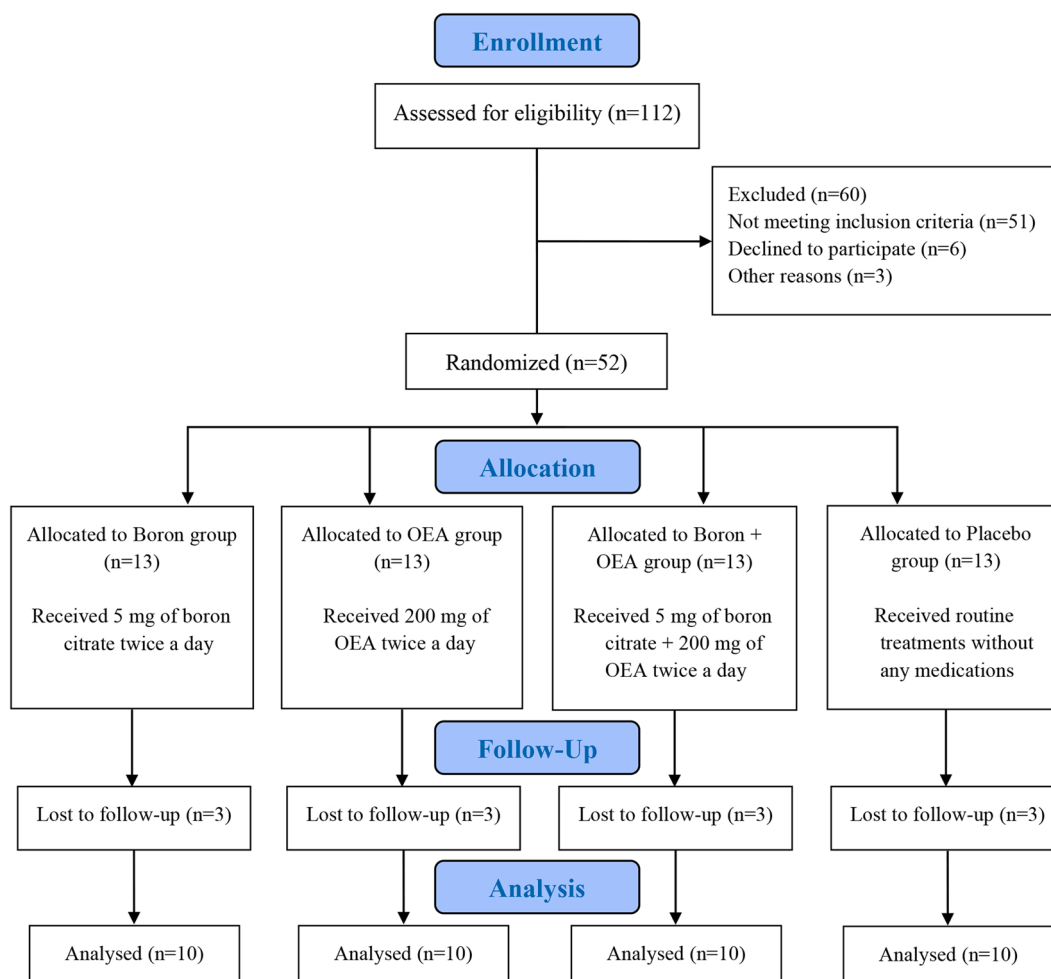 Enrollment
Assessed for eligibility (n=112)
Excluded (n=60)
Not meeting inclusion criteria (n=51)
Declined to participate (n=6)
Other reasons (n=3)
Randomized (n=52)
Allocation
Allocated to Boron group
(n=13)
Received 5 mg of boron
citrate twice a day
Allocated to OEA group
(n=13)
Received 200 mg of
OEA twice a day
Allocated to Boron +
OEA group (n=13)
Received 5 mg of boron
citrate + 200 mg of
OEA twice a day
Allocated to Placebo
group (n=13)
Received routine
treatments without
any medications
Follow-Up
Lost to follow-up (n=3)
Lost to follow-up (n=3)
Lost to follow-up (n=3)
Lost to follow-up (n=3)
Analysis
Analysed (n=10)
Analysed (n=10)
Analysed (n=10)
Analysed (n=10)